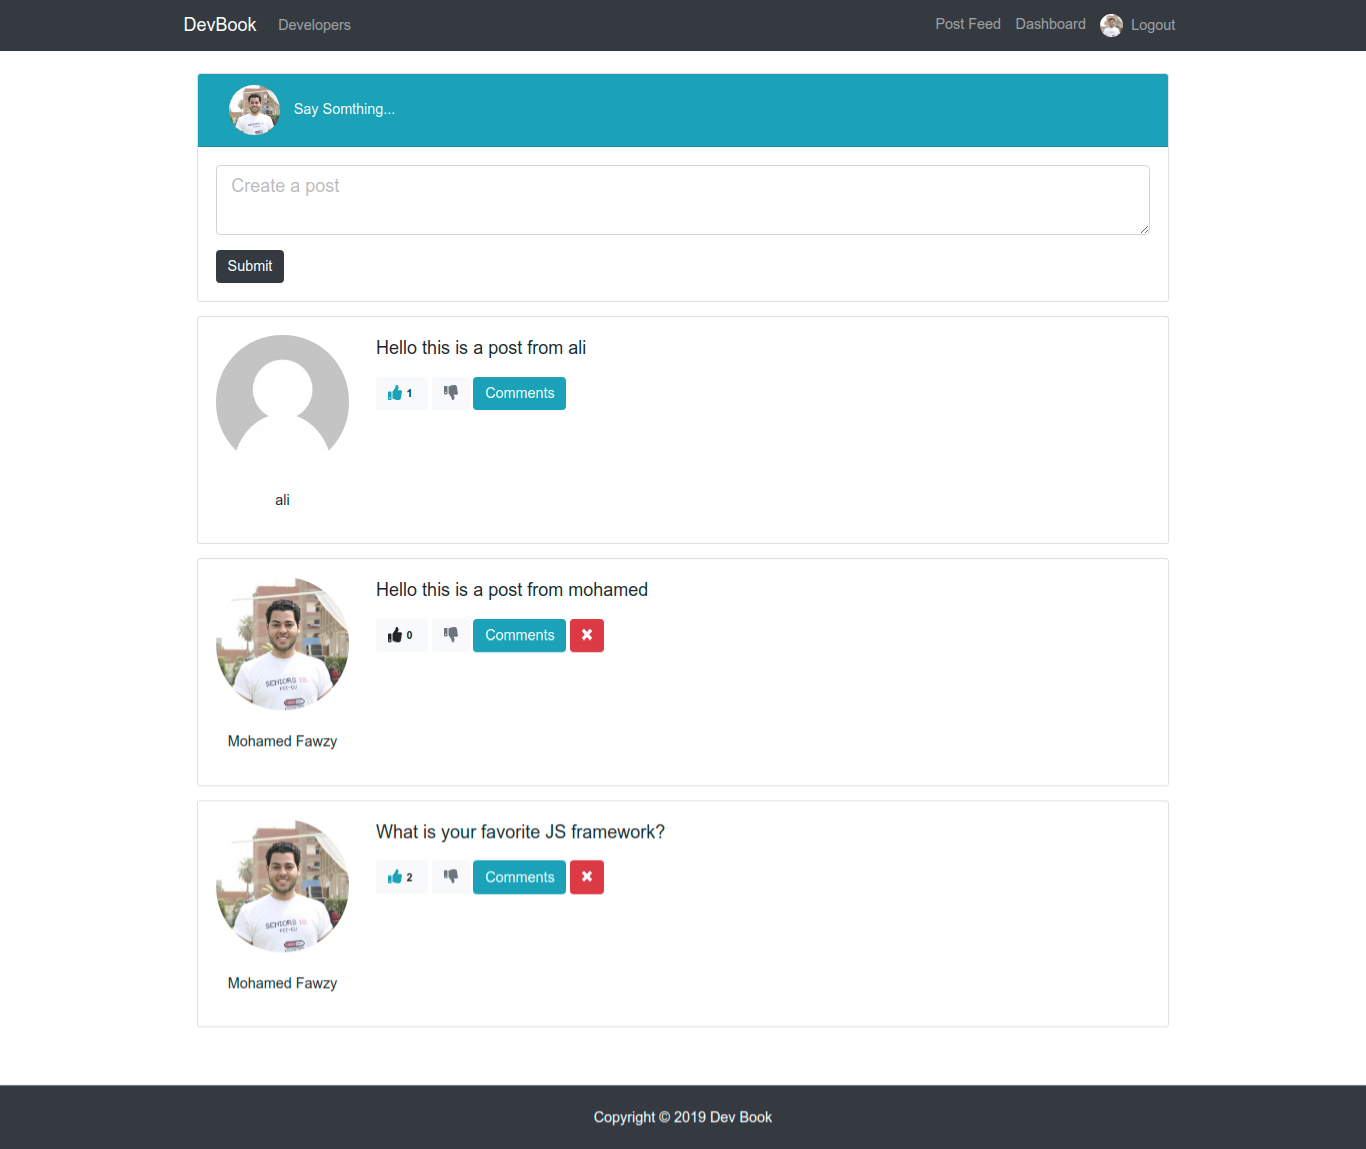 DevBook Developers Post Feed Dashboard Logout
Say Somthing...
Create a post
Submit
Hello this is a post from ali
1 Comments
ali
Hello this is a post from mohamed
0 Comments
SENIORS
Mohamed Fawzy
What is your favorite JS framework?
2 Comments
SENIORS
Mohamed Fawzy
Copyright © 2019 Dev Book